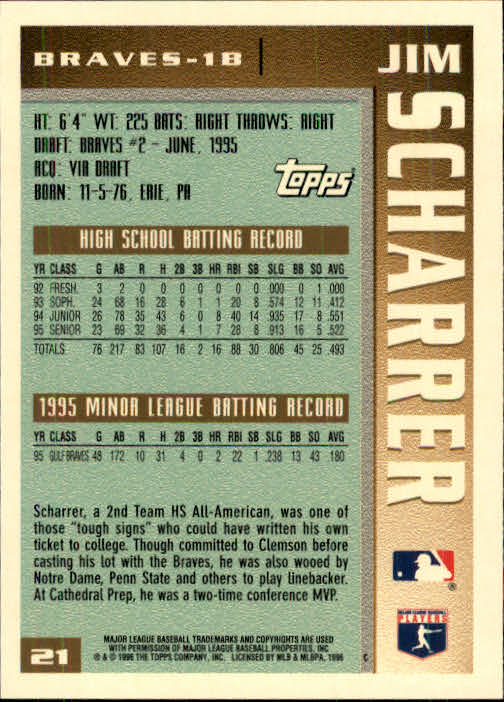 BRAVES-1B
JIM
SCHARRER
HT: 6'4" WT: 225 BATS: RIGHT THROWS: RIGHT
DRAFT: BRAVES #2 - JUNE, 1995
ACQ: VIA DRAFT
BORN: 11-5-76, ERIE, PA
TOPPS
HIGH SCHOOL BATTING RECORD
YR CLASS G AB R H 2B 3B HR RBI SB SLG BB SO AVG
92 FRESH. 3 2 0 0 0 0 0 0 0 .000 0 1 .000
93 SOPH. 24 68 16 28 6 1 1 20 8 .574 12 11 .412
94 JUNIOR 26 78 35 43 6 0 8 40 14 .935 17 8 .551
95 SENIOR 23 69 32 36 4 1 7 28 8 .913 16 5 .522
TOTALS 76 217 83 107 16 2 16 88 30 .806 45 25 .493
1995 MINOR LEAGUE BATTING RECORD
YR CLASS G AB R H 2B 3B HR RBI SB SLG BB SO AVG
95 GULF BRAVES 48 172 10 31 4 0 2 22 1 .238 13 43 .180
Scharrer, a 2nd Team HS All-American, was one of
those "tough signs" who could have written his own
ticket to college. Though committed to Clemson before
casting his lot with the Braves, he was also wooed by
Notre Dame, Penn State and others to play linebacker.
At Cathedral Prep, he was a two-time conference MVP.
MAJOR LEAGUE BASEBALL
PLAYERS
21
MAJOR LEAGUE BASEBALL TRADEMARKS AND COPYRIGHTS ARE USED
WITH PERMISSION OF MAJOR LEAGUE BASEBALL PROPERTIES, INC.
® & © 1996 THE TOPPS COMPANY, INC. LICENSED BY MLB & MLBPA, 1996 C